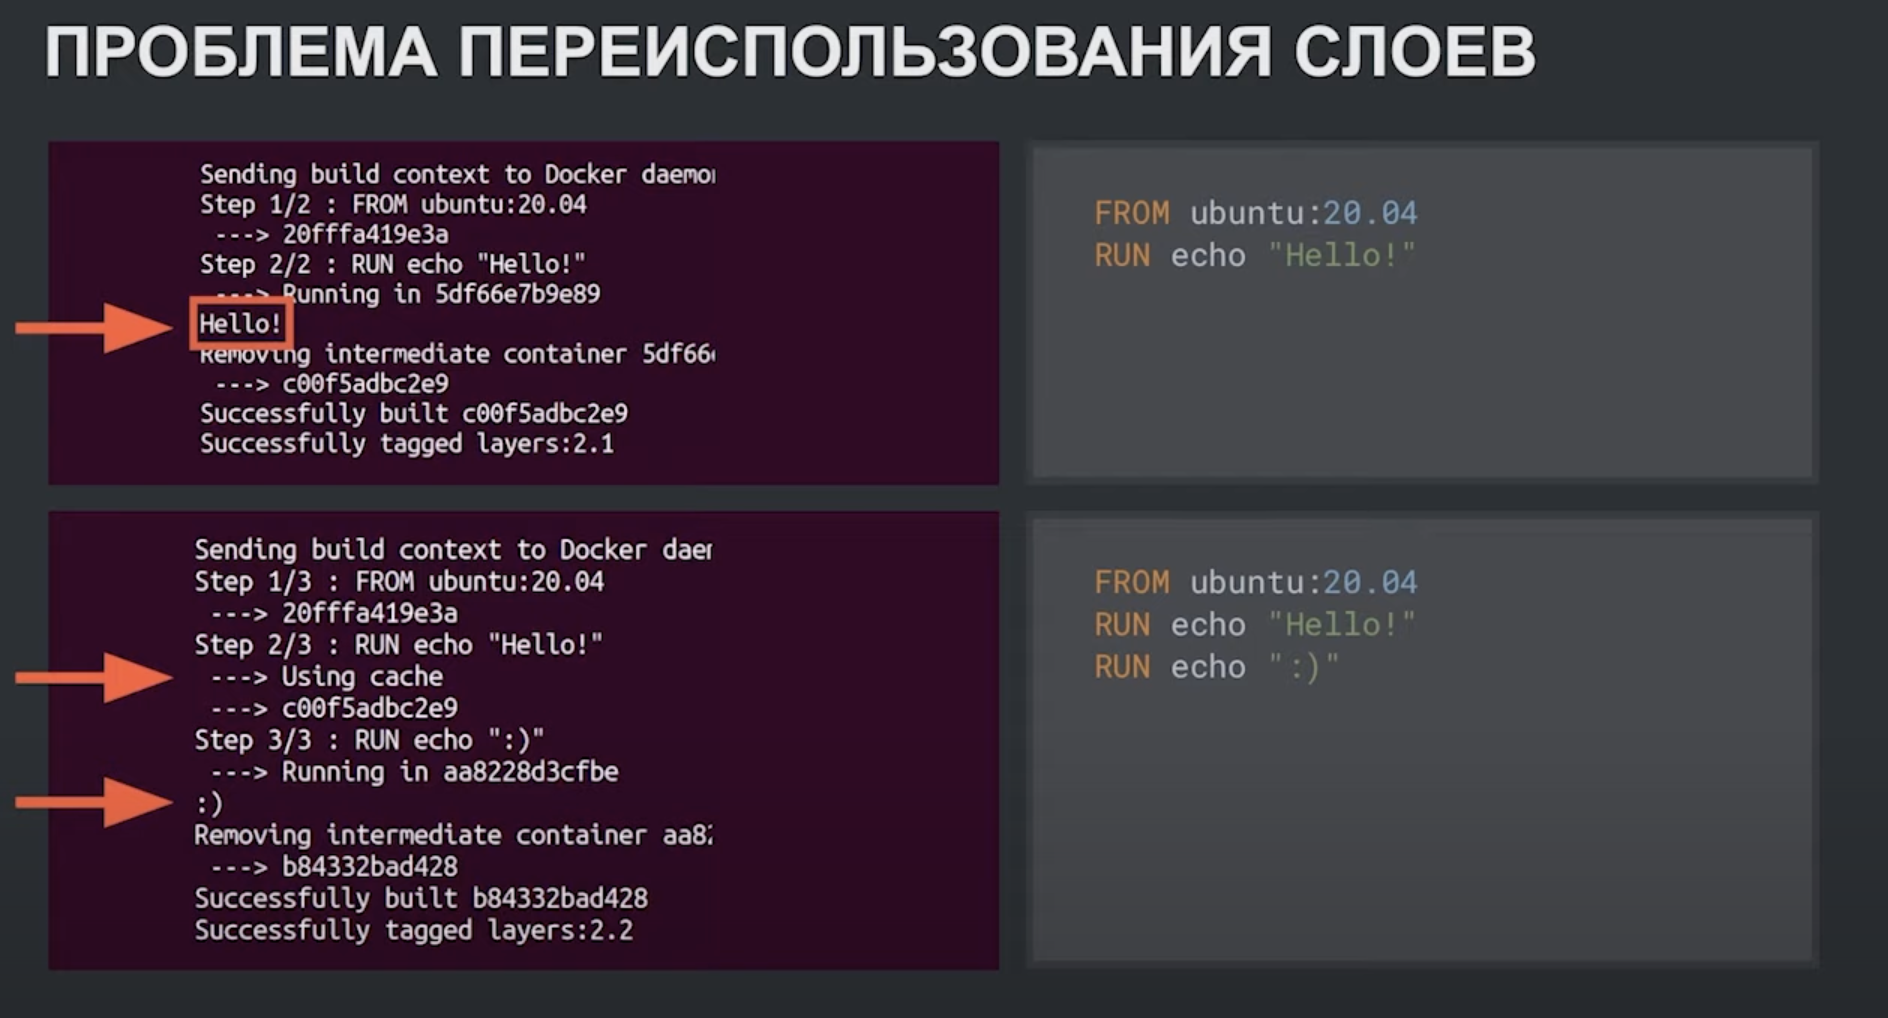 ПРОБЛЕМА ПЕРЕИСПОЛЬЗОВАНИЯ СЛОЕВ
Sending build context to Docker
Step 1/2 : FROM ubuntu:20.04
---> 20fffa419e3a
Step 2/2 : RUN echo "Hello!"
---> Running in 5df66e7b9e89
Hello!
Removing intermediate container
---> c00f5adbc2e9
Successfully built c00f5adbc2e9
Successfully tagged layers:2.1
FROM ubuntu:20.04
RUN echo "Hello!"
Sending build context to Docker
Step 1/3 : FROM ubuntu:20.04
---> 20fffa419e3a
Step 2/3 : RUN echo "Hello!"
---> Using cache
---> c00f5adbc2e9
Step 3/3 : RUN echo ":)"
---> Running in aa8228d3cfbe
:)
Removing intermediate container
---> b84332bad428
Successfully built b84332bad428
Successfully tagged layers:2.2
FROM ubuntu:20.04
RUN echo "Hello!"
RUN echo ":)"